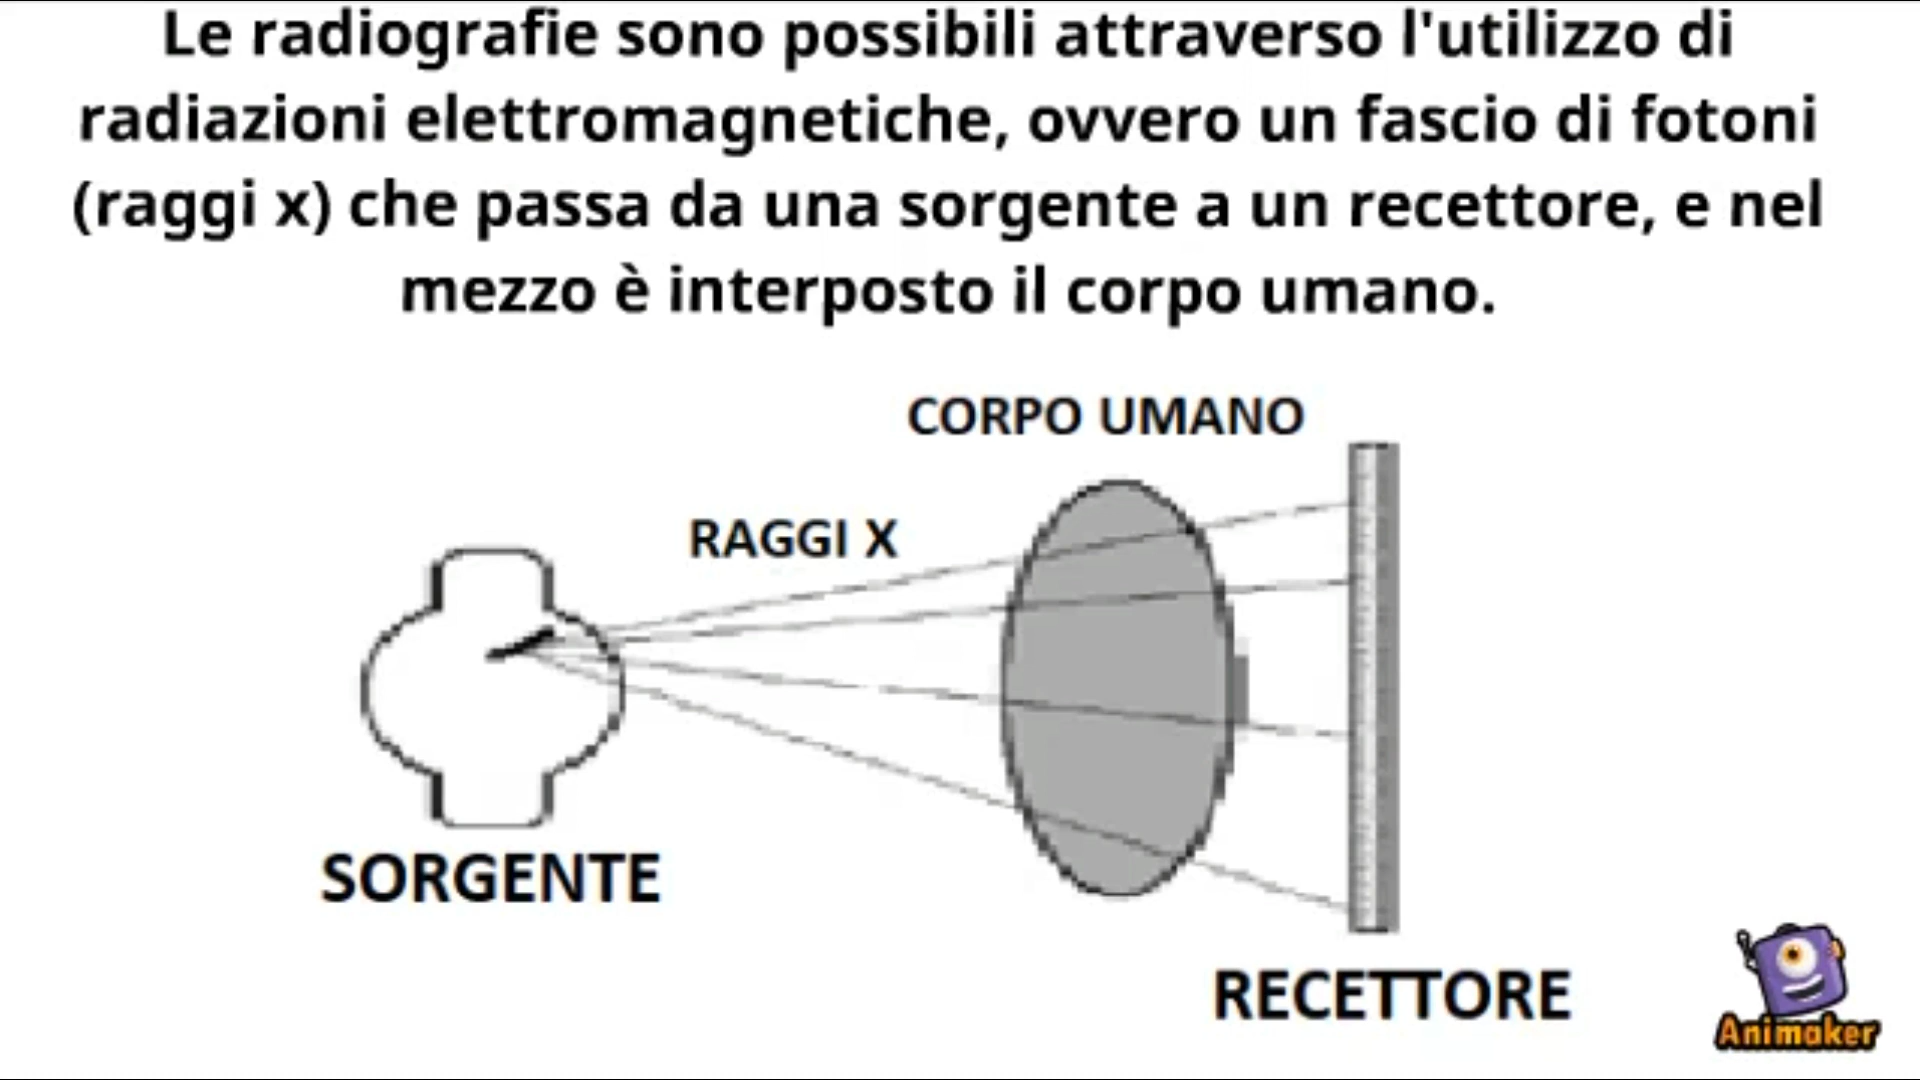 Le radiografie sono possibili attraverso l'utilizzo di
radiazioni elettromagnetiche, ovvero un fascio di fotoni
(raggi x) che passa da una sorgente a un recettore, e nel
mezzo è interposto il corpo umano.
CORPO UMANO
RAGGI X
SORGENTE
RECETTORE
Animaker